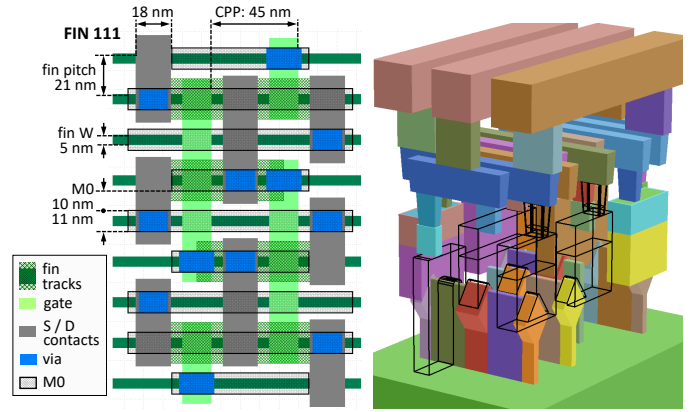 18 nm
CPP: 45 nm
FIN 111
fin pitch
21 nm
fin W
5 nm
M0
10 nm
11 nm
fin
tracks
gate
S / D
contacts
via
M0